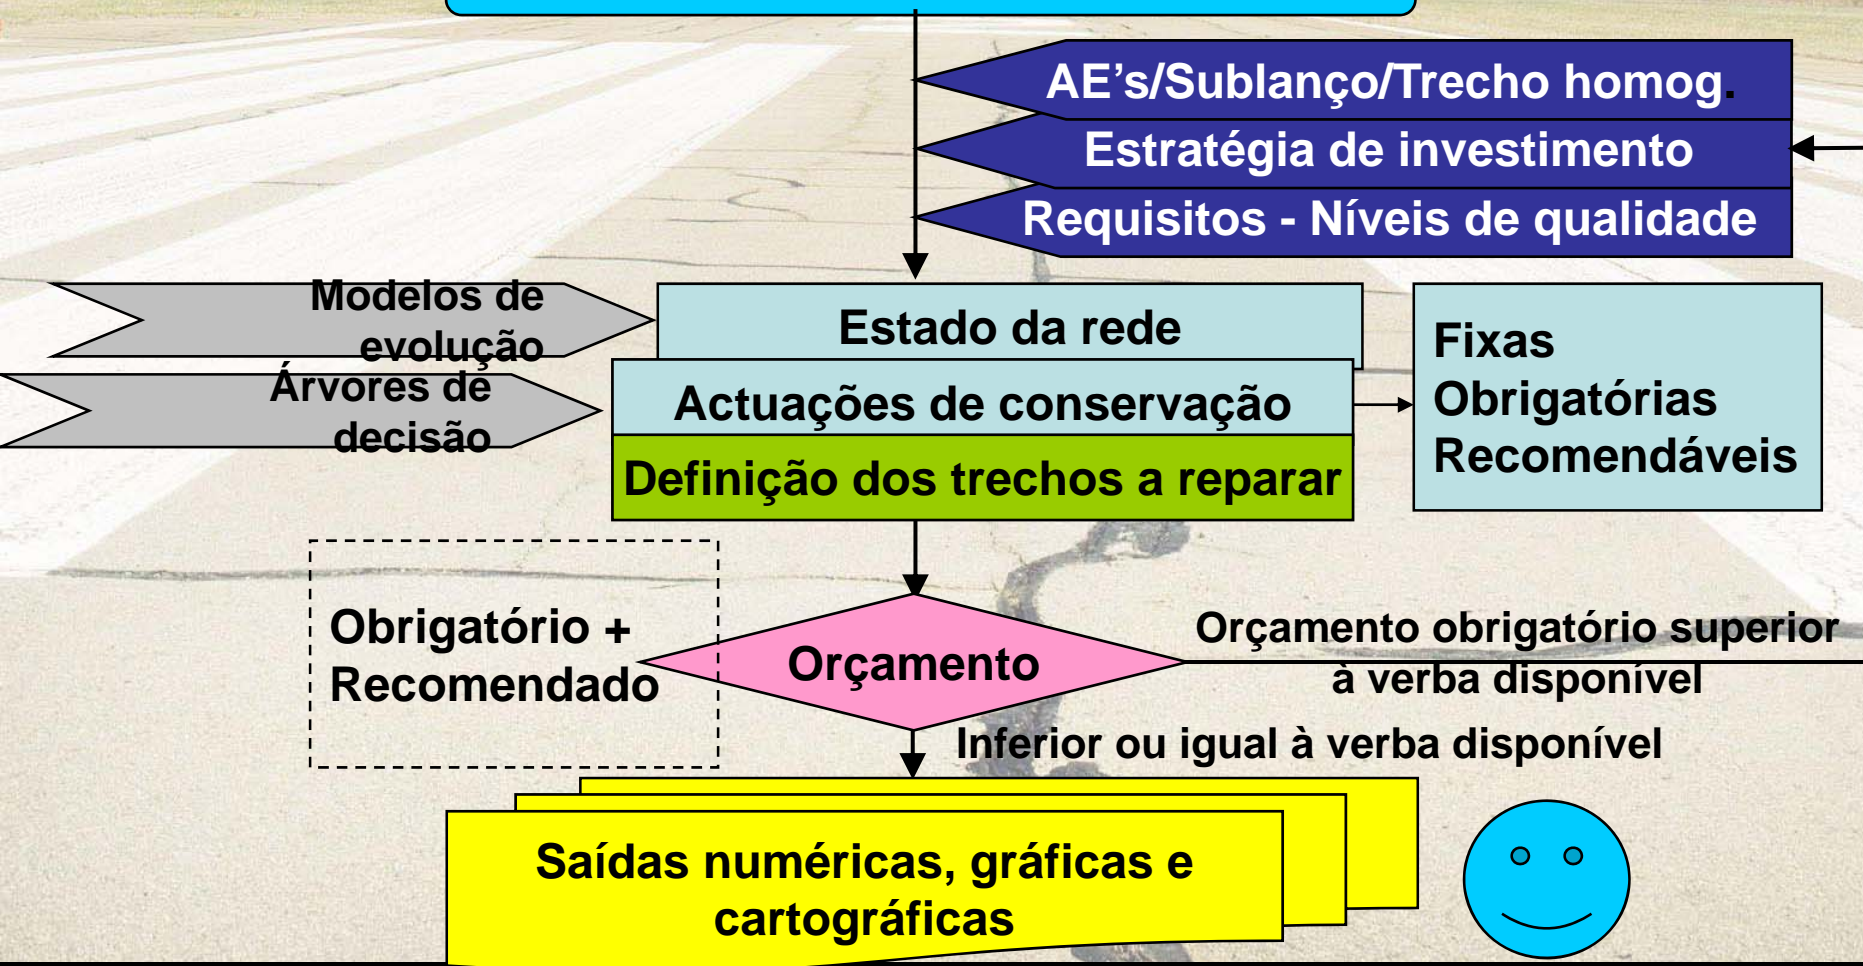 AE’s/Sublanço/Trecho homog.
Estratégia de investimento
Requisitos - Níveis de qualidade
Modelos de
evolução
Árvores de
decisão
Estado da rede
Actuações de conservação
Definição dos trechos a reparar
Fixas
Obrigatórias
Recomendáveis
Obrigatório +
Recomendado
Orçamento
Orçamento obrigatório superior
à verba disponível
Inferior ou igual à verba disponível
Saídas numéricas, gráficas e
cartográficas